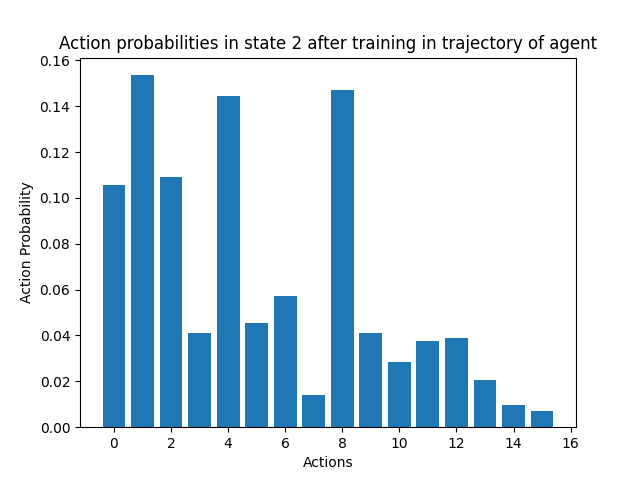 Action probabilities in state 2 after training in trajectory of agent
0.16
0.14
0.12
0.10
0.08
0.06
0.04
0.02
0.00
Action Probability
0 2 4 6 8 10 12 14 16
Actions